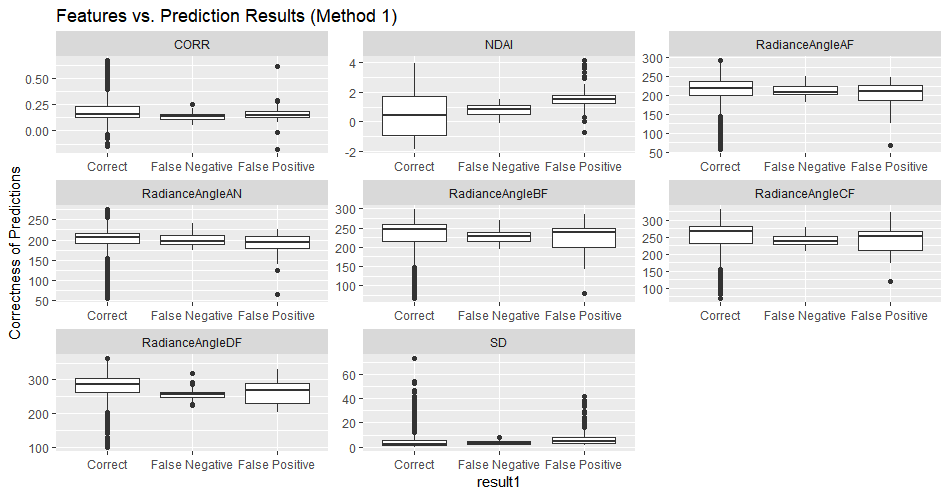 Features vs. Prediction Results (Method 1)
CORR
NDAI
RadianceAngleAF
0.50
0.25
0.00
4
2
0
-2
300
250
200
150
100
50
Correct False Negative False Positive
Correct False Negative False Positive
Correct False Negative False Positive
RadianceAngleAN
RadianceAngleBF
RadianceAngleCF
250
200
150
100
50
300
250
200
150
100
300
250
200
150
100
Correct False Negative False Positive
Correct False Negative False Positive
Correct False Negative False Positive
RadianceAngleDF
SD
300
200
100
60
40
20
0
Correct False Negative False Positive
Correct False Negative False Positive
Correctness of Predictions
result1